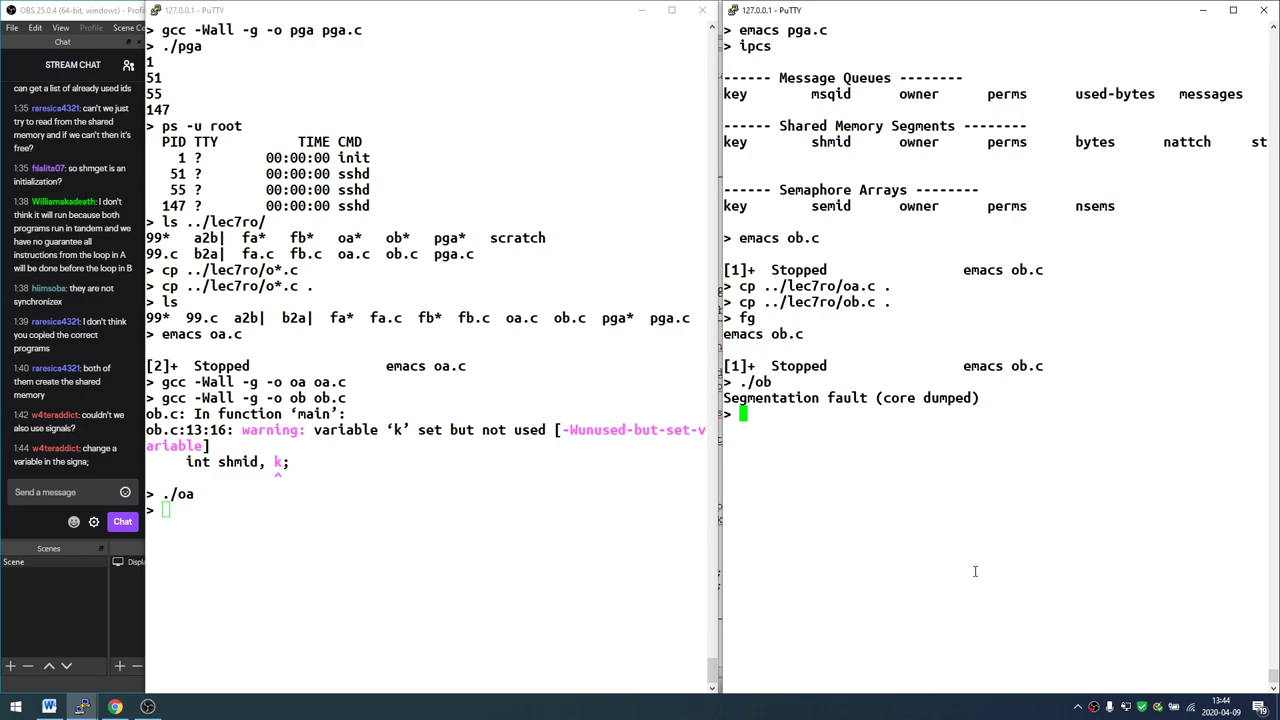 OBS 25.0.4 (64-bit, windows) - P
File Edit View Profile Scene Co
Chat
STREAM CHAT
can get a list of already used ids
1:35 raresica4321: can't we just
try to read from the shared
memory and if we can't then it's
free?
1:35 filalita07: so shmget is an
initialization?
1:38 Williamakadeath: I don't
think it will run because both
programs run in tandem and we
have no guarantee all
instructions from the loop in A
will be done before the loop in B
1:38 hiimsoba: they are not
synchronizex
1:39 raresica4321: I don't think
you copied the correct
programs
1:40 raresica4321: both of
them create the shared
memory
1:42 w4teraddict: couldn't we
also use signals?
1:44 w4teraddict: change a
variable in the signa;
Send a message
Chat
Scenes
Scene
Displ
127.0.0.1 - PuTTY
> gcc -Wall -g -o pga pga.c
> ./pga
1
51
55
147
> ps -u root
PID TTY TIME CMD
1 ? 00:00:00 init
51 ? 00:00:00 sshd
55 ? 00:00:00 sshd
147 ? 00:00:00 sshd
> ls ../lec7ro/
99* a2b| fa* fb* oa* ob* pga* scratch
99.c b2a| fa.c fb.c oa.c ob.c pga.c
> cp ../lec7ro/o*.c
> cp ../lec7ro/o*.c .
> ls
99* 99.c a2b| b2a| fa* fa.c fb* fb.c oa.c ob.c pga* pga.c
> emacs oa.c
[2]+ Stopped emacs oa.c
> gcc -Wall -g -o oa oa.c
> gcc -Wall -g -o ob ob.c
ob.c: In function ‘main’:
ob.c:13:16: warning: variable ‘k’ set but not used [-Wunused-but-set-v
ariable]
int shmid, k;
^
> ./oa
>
127.0.0.1 - PuTTY
> emacs pga.c
> ipcs
------ Message Queues --------
key msqid owner perms used-bytes messages
------ Shared Memory Segments --------
key shmid owner perms bytes nattch st
------ Semaphore Arrays --------
key semid owner perms nsems
> emacs ob.c
[1]+ Stopped emacs ob.c
> cp ../lec7ro/oa.c .
> cp ../lec7ro/ob.c .
> fg
emacs ob.c
[1]+ Stopped emacs ob.c
> ./ob
Segmentation fault (core dumped)
>
13:44
2020-04-09
19